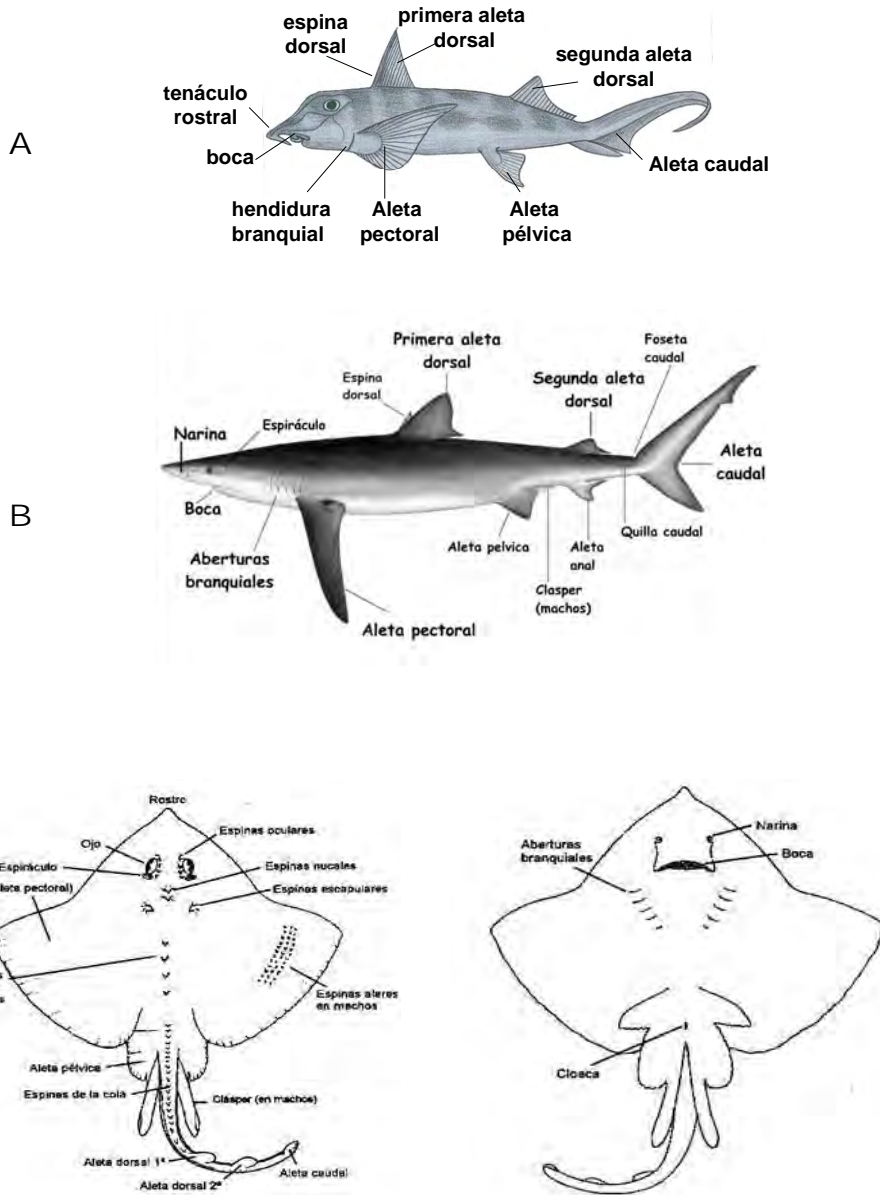 espina
dorsal
primera aleta
dorsal
segunda aleta
dorsal
tenáculo
rostral
A
boca
Aleta caudal
hendidura
branquial
Aleta
pectoral
Aleta
pélvica
Primera aleta
dorsal
Foseta
caudal
Espina
dorsal
Segunda aleta
dorsal
Espiráculo
Narina
Aleta
caudal
B
Boca
Quilla caudal
Aleta pelvica
Aleta
anal
Aberturas
branquiales
Clasper
(machos)
Aleta pectoral
Rostro
Espinas oculares
Ojo
Espiráculo
Espinas nucales
pectoral)
Espinas escapulares
Espinas alares
en machos
Aleta pélvica
Espinas de la cola
Clásper (en machos)
Aleta dorsal 1ª
Aleta dorsal 2ª
Aleta caudal
Narina
Aberturas
branquiales
Boca
Cloaca